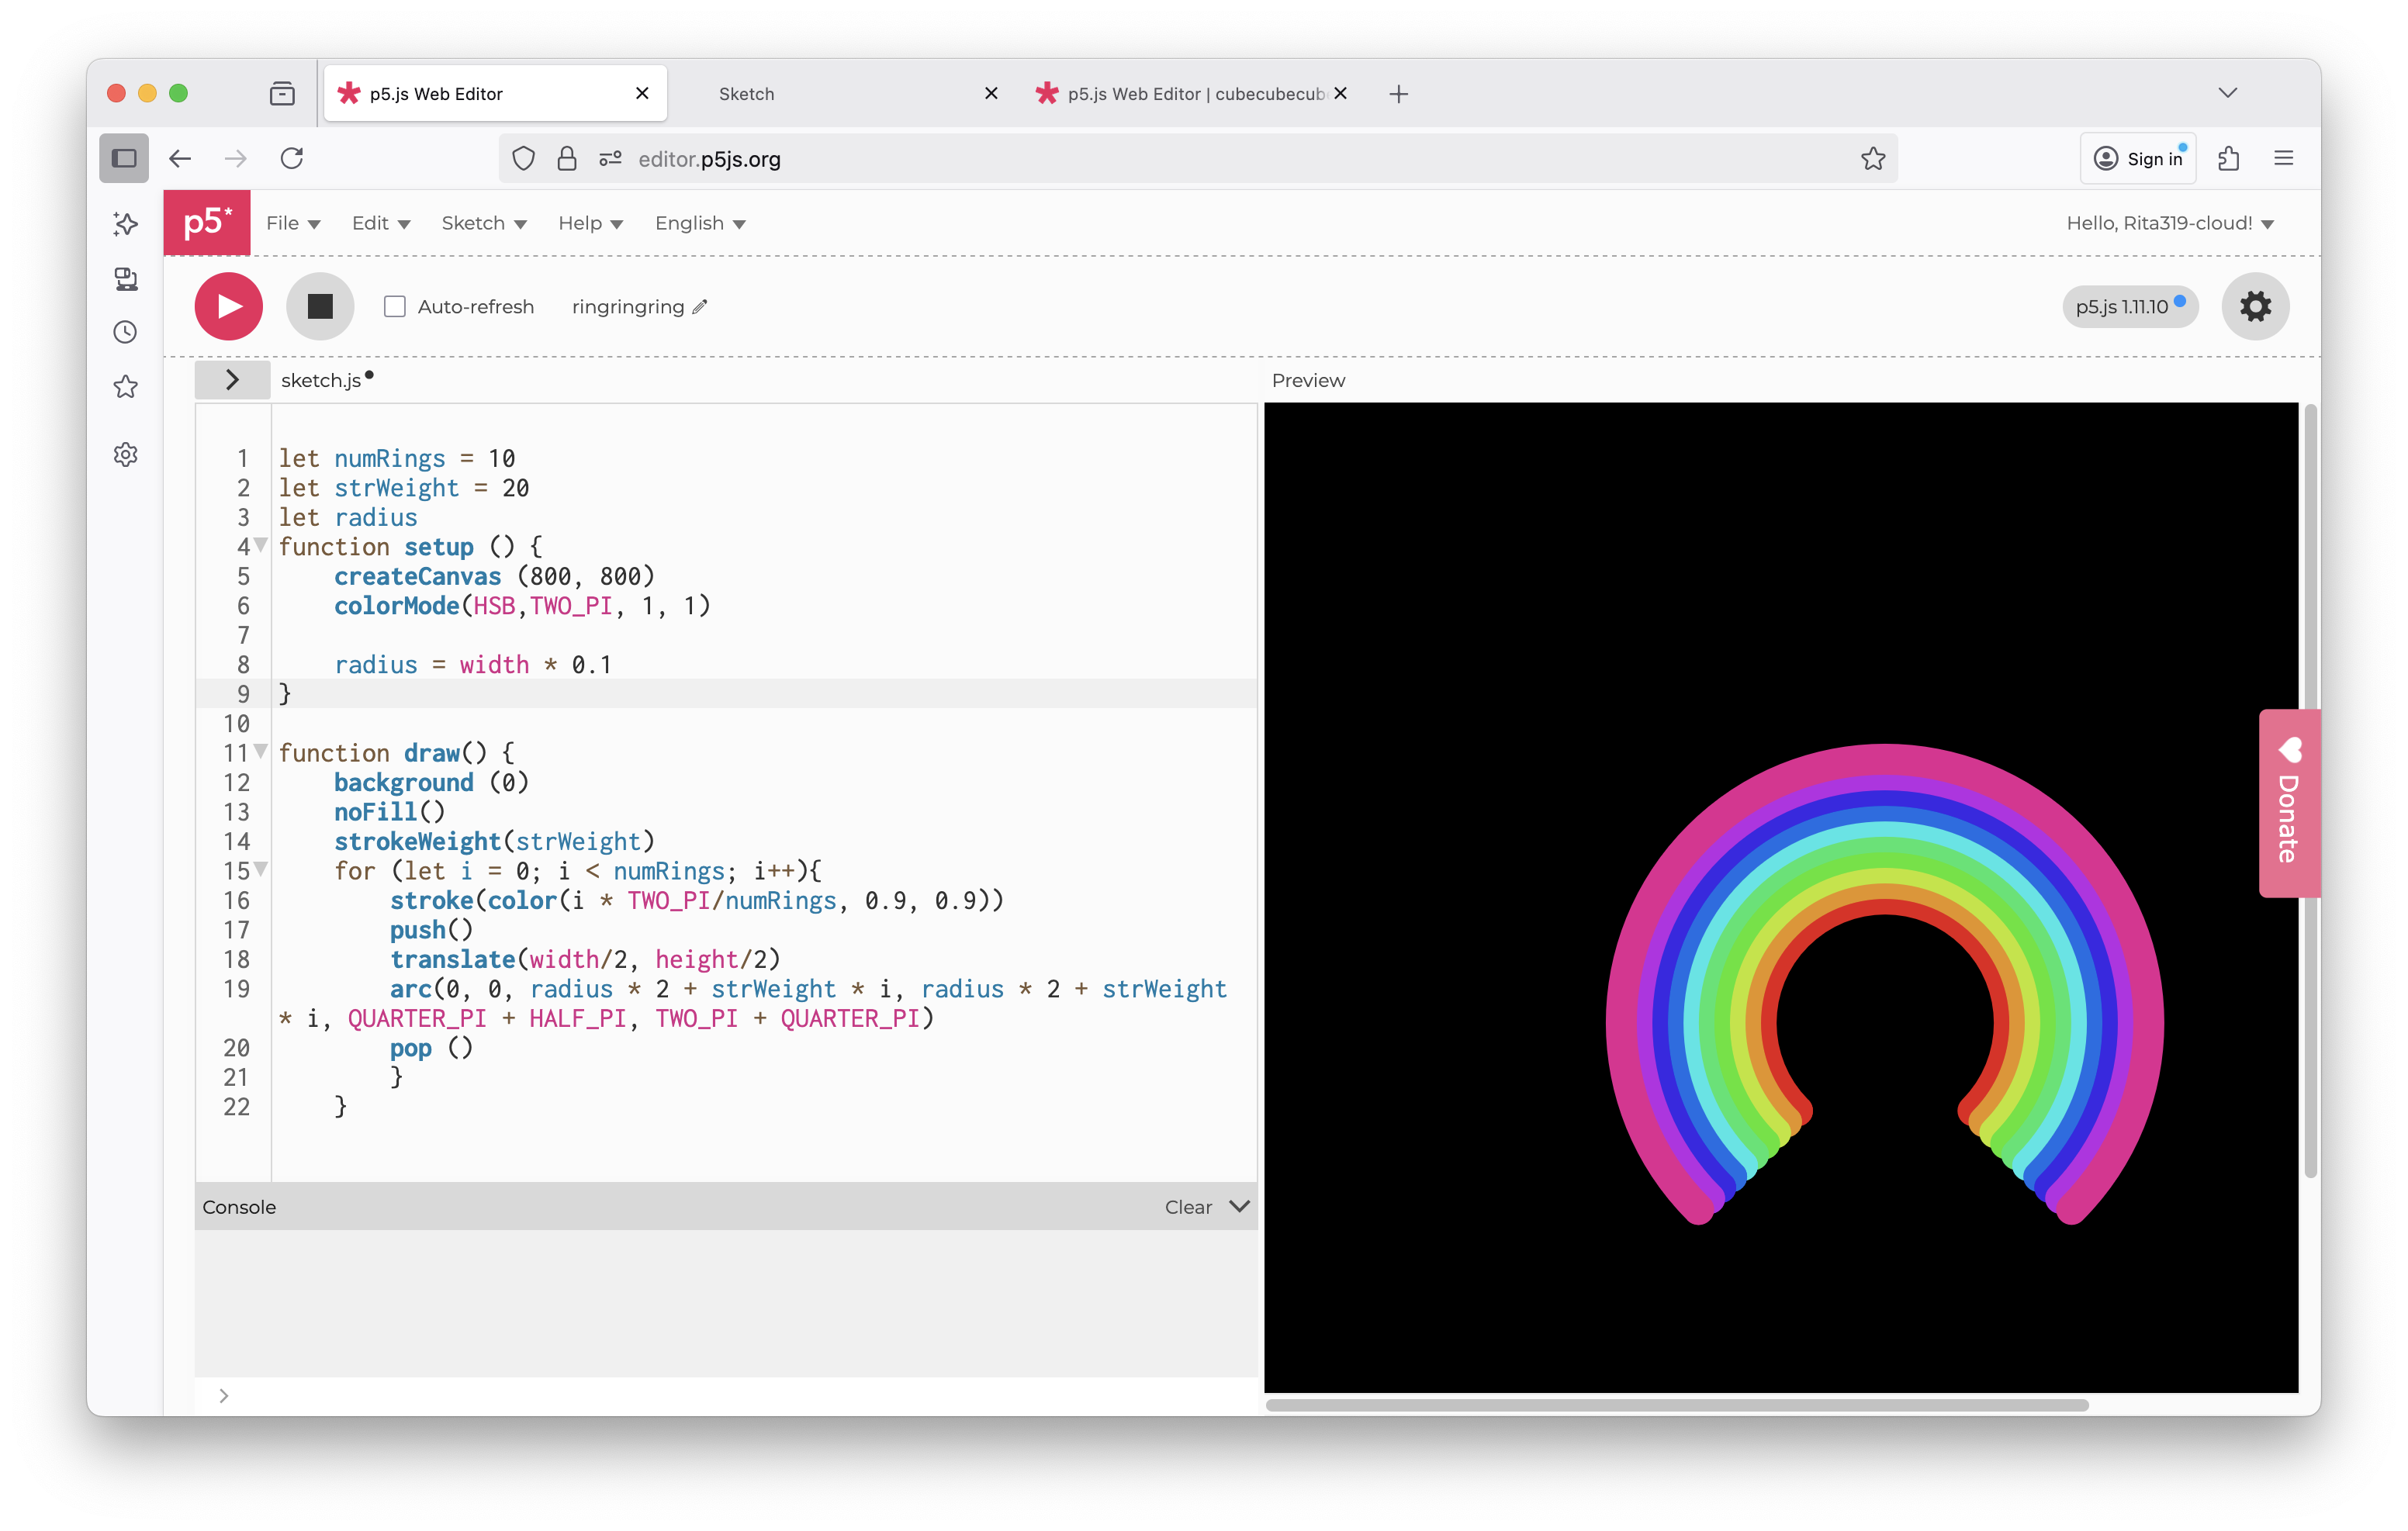 p5.js Web Editor
Sketch
p5.js Web Editor | cubecubecub
editor.p5js.org
Sign in
p5*
File
Edit
Sketch
Help
English
Hello, Rita319-cloud!
Auto-refresh
ringringring
p5.js 1.11.10
sketch.js
Preview
1 let numRings = 10
2 let strWeight = 20
3 let radius
4 function setup () {
5 createCanvas (800, 800)
6 colorMode(HSB,TWO_PI, 1, 1)
7
8 radius = width * 0.1
9 }
10
11 function draw() {
12 background (0)
13 noFill()
14 strokeWeight(strWeight)
15 for (let i = 0; i < numRings; i++){
16 stroke(color(i * TWO_PI/numRings, 0.9, 0.9))
17 push()
18 translate(width/2, height/2)
19 arc(0, 0, radius * 2 + strWeight * i, radius * 2 + strWeight
* i, QUARTER_PI + HALF_PI, TWO_PI + QUARTER_PI)
20 pop ()
21 }
22 }
Donate
Console
Clear